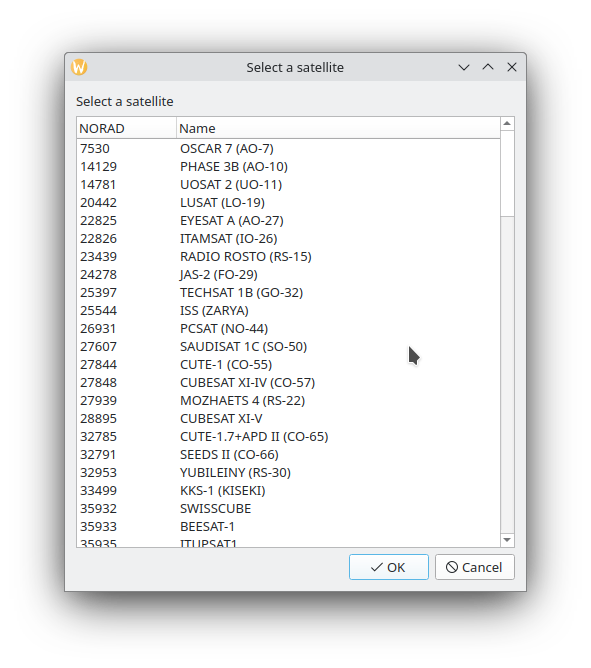 Select a satellite
Select a satellite
NORAD Name
7530 OSCAR 7 (AO-7)
14129 PHASE 3B (AO-10)
14781 UOSAT 2 (UO-11)
20442 LUSAT (LO-19)
22825 EYESAT A (AO-27)
22826 ITAMSAT (IO-26)
23439 RADIO ROSTO (RS-15)
24278 JAS-2 (FO-29)
25397 TECHSAT 1B (GO-32)
25544 ISS (ZARYA)
26931 PCSAT (NO-44)
27607 SAUDISAT 1C (SO-50)
27844 CUTE-1 (CO-55)
27848 CUBESAT XI-IV (CO-57)
27939 MOZHAETS 4 (RS-22)
28895 CUBESAT XI-V
32785 CUTE-1.7+APD II (CO-65)
32791 SEEDS II (CO-66)
32953 YUBILEINY (RS-30)
33499 KKS-1 (KISEKI)
35932 SWISSCUBE
35933 BEESAT-1
35935 ITUPSAT1
OK Cancel